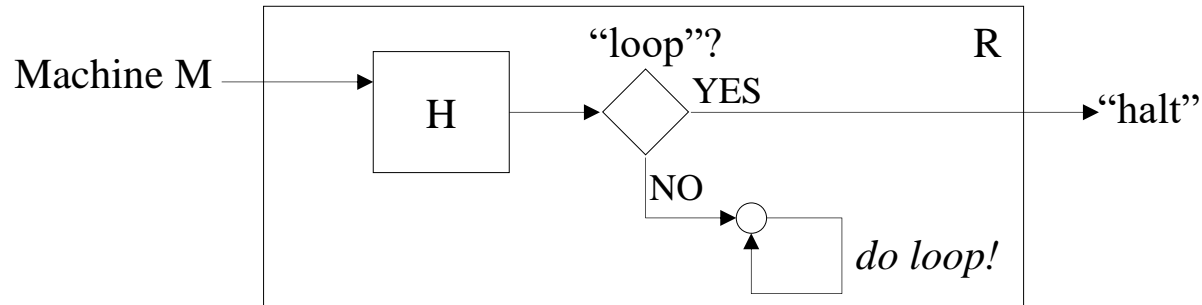 “loop”?
R
Machine M
H
YES
“halt”
NO
do loop!